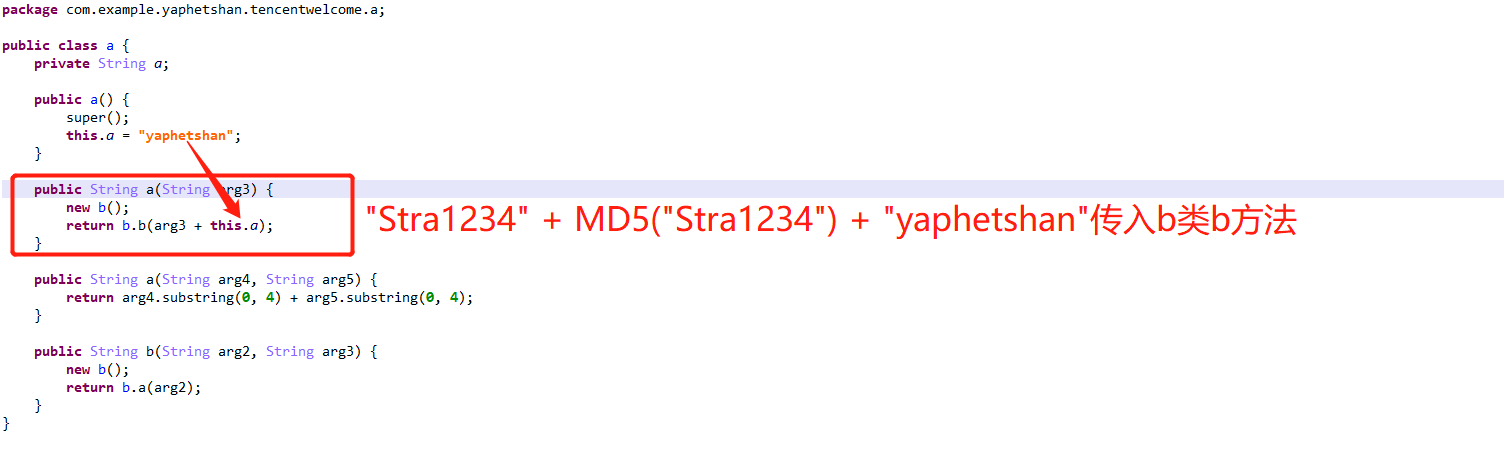 package com.example.yaphetshan.tencentwelcome.a;
public class a {
    private String a;
    public a() {
        super();
        this.a = "yaphetshan";
    }
    public String a(String arg3) {
        new b();
        return b.b(arg3 + this.a);
    }
"Stra1234" + MD5("Stra1234") + "yaphetshan"传入b类b方法
    public String a(String arg4, String arg5) {
        return arg4.substring(0, 4) + arg5.substring(0, 4);
    }
    public String b(String arg2, String arg3) {
        new b();
        return b.a(arg2);
    }
}